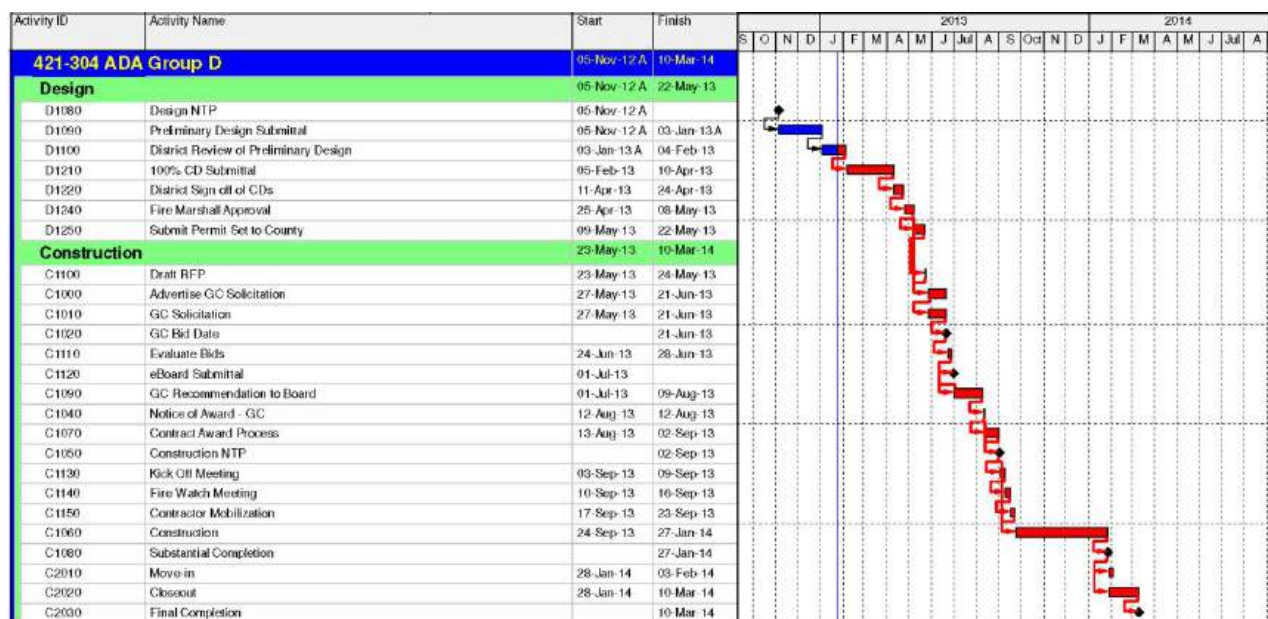 Activity ID Activity Name Start Finish 2013 2014
S O N D J F M A M J Jul A S Oct N D J F M A M J Jul A
421-304 ADA Group D 05-Nov-12 A 10-Mar-14
Design 05-Nov-12 A 22-May-13
D1080 Design NTP 05-Nov-12 A
D1090 Preliminary Design Submittal 05-Nov-12 A 03-Jan-13 A
D1100 District Review of Preliminary Design 03-Jan-13 A 04-Feb-13
D1210 100% CD Submittal 05-Feb-13 10-Apr-13
D1220 District Sign off of CDs 11-Apr-13 24-Apr-13
D1240 Fire Marshall Approval 25-Apr-13 08-May-13
D1250 Submit Permit Set to County 09-May-13 22-May-13
Construction 23-May-13 10-Mar-14
C1100 Draft RFP 23-May-13 24-May-13
C1000 Advertise GC Solicitation 27-May-13 21-Jun-13
C1010 GC Solicitation 27-May-13 21-Jun-13
C1020 GC Bid Date 21-Jun-13
C1110 Evaluate Bids 24-Jun-13 28-Jun-13
C1120 eBoard Submittal 01-Jul-13
C1090 GC Recommendation to Board 01-Jul-13 09-Aug-13
C1040 Notice of Award - GC 12-Aug-13 12-Aug-13
C1070 Contract Award Process 13-Aug-13 02-Sep-13
C1050 Construction NTP 02-Sep-13
C1130 Kick Off Meeting 03-Sep-13 09-Sep-13
C1140 Fire Watch Meeting 10-Sep-13 16-Sep-13
C1150 Contractor Mobilization 17-Sep-13 23-Sep-13
C1060 Construction 24-Sep-13 27-Jan-14
C1080 Substantial Completion 27-Jan-14
C2010 Move-in 28-Jan-14 03-Feb-14
C2020 Closeout 28-Jan-14 10-Mar-14
C2030 Final Completion 10-Mar-14